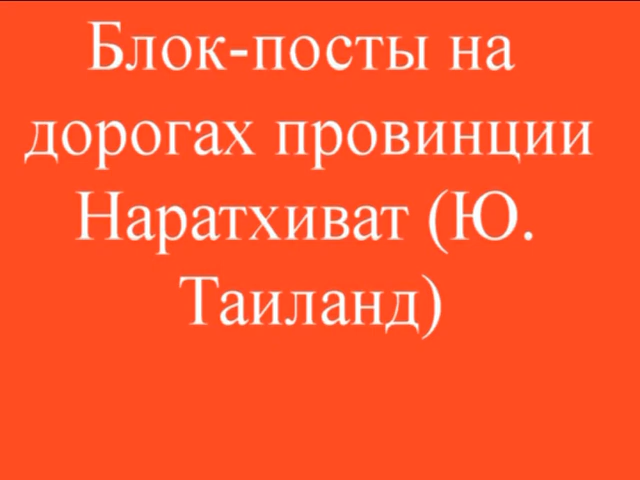 Блок-посты на
дорогах провинции
Наратхиват (Ю.
Таиланд)